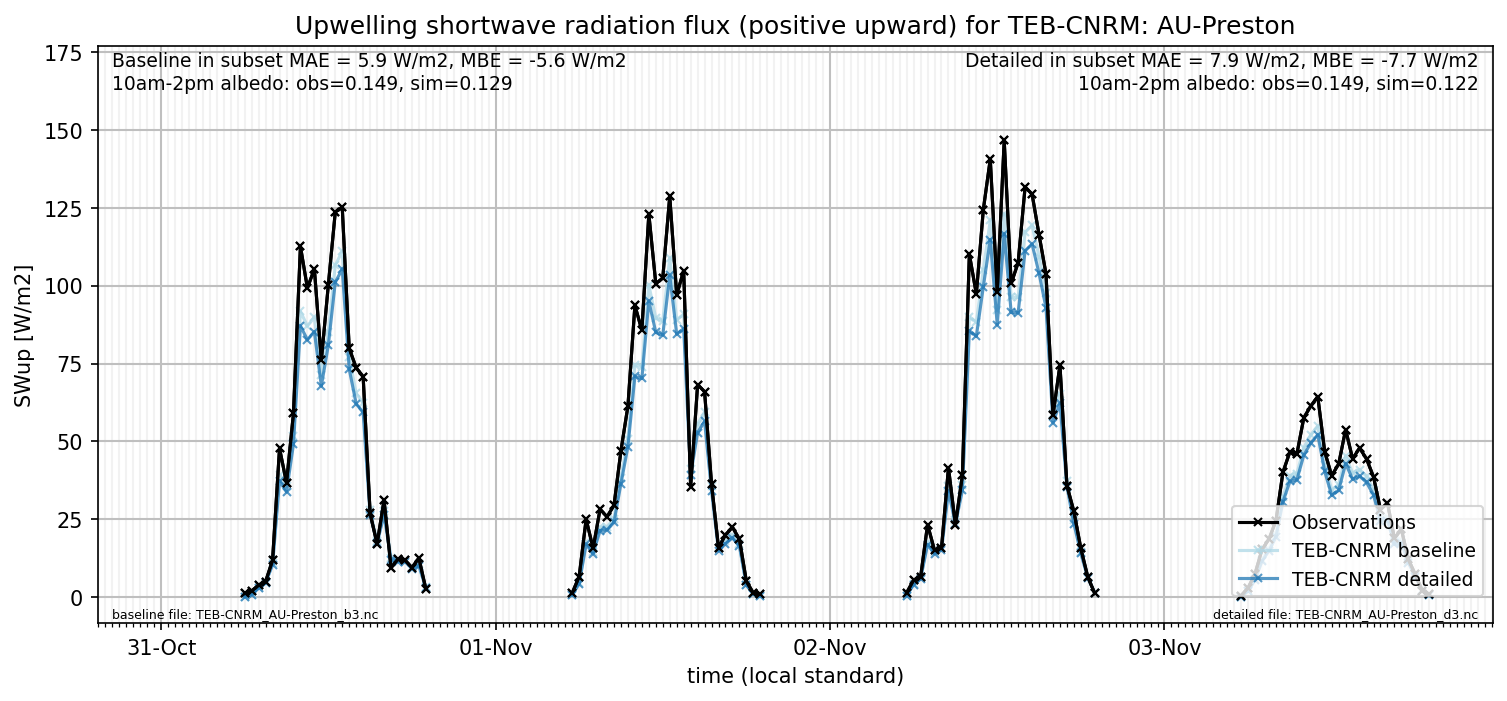 Upwelling shortwave radiation flux (positive upward) for TEB-CNRM: AU-Preston
Baseline in subset MAE = 5.9 W/m2, MBE = -5.6 W/m2
10am-2pm albedo: obs=0.149, sim=0.129
Detailed in subset MAE = 7.9 W/m2, MBE = -7.7 W/m2
10am-2pm albedo: obs=0.149, sim=0.122
175
150
125
100
75
50
25
0
SWup [W/m2]
Observations
TEB-CNRM baseline
TEB-CNRM detailed
baseline file: TEB-CNRM_AU-Preston_b3.nc
detailed file: TEB-CNRM_AU-Preston_d3.nc
31-Oct
01-Nov
02-Nov
03-Nov
time (local standard)